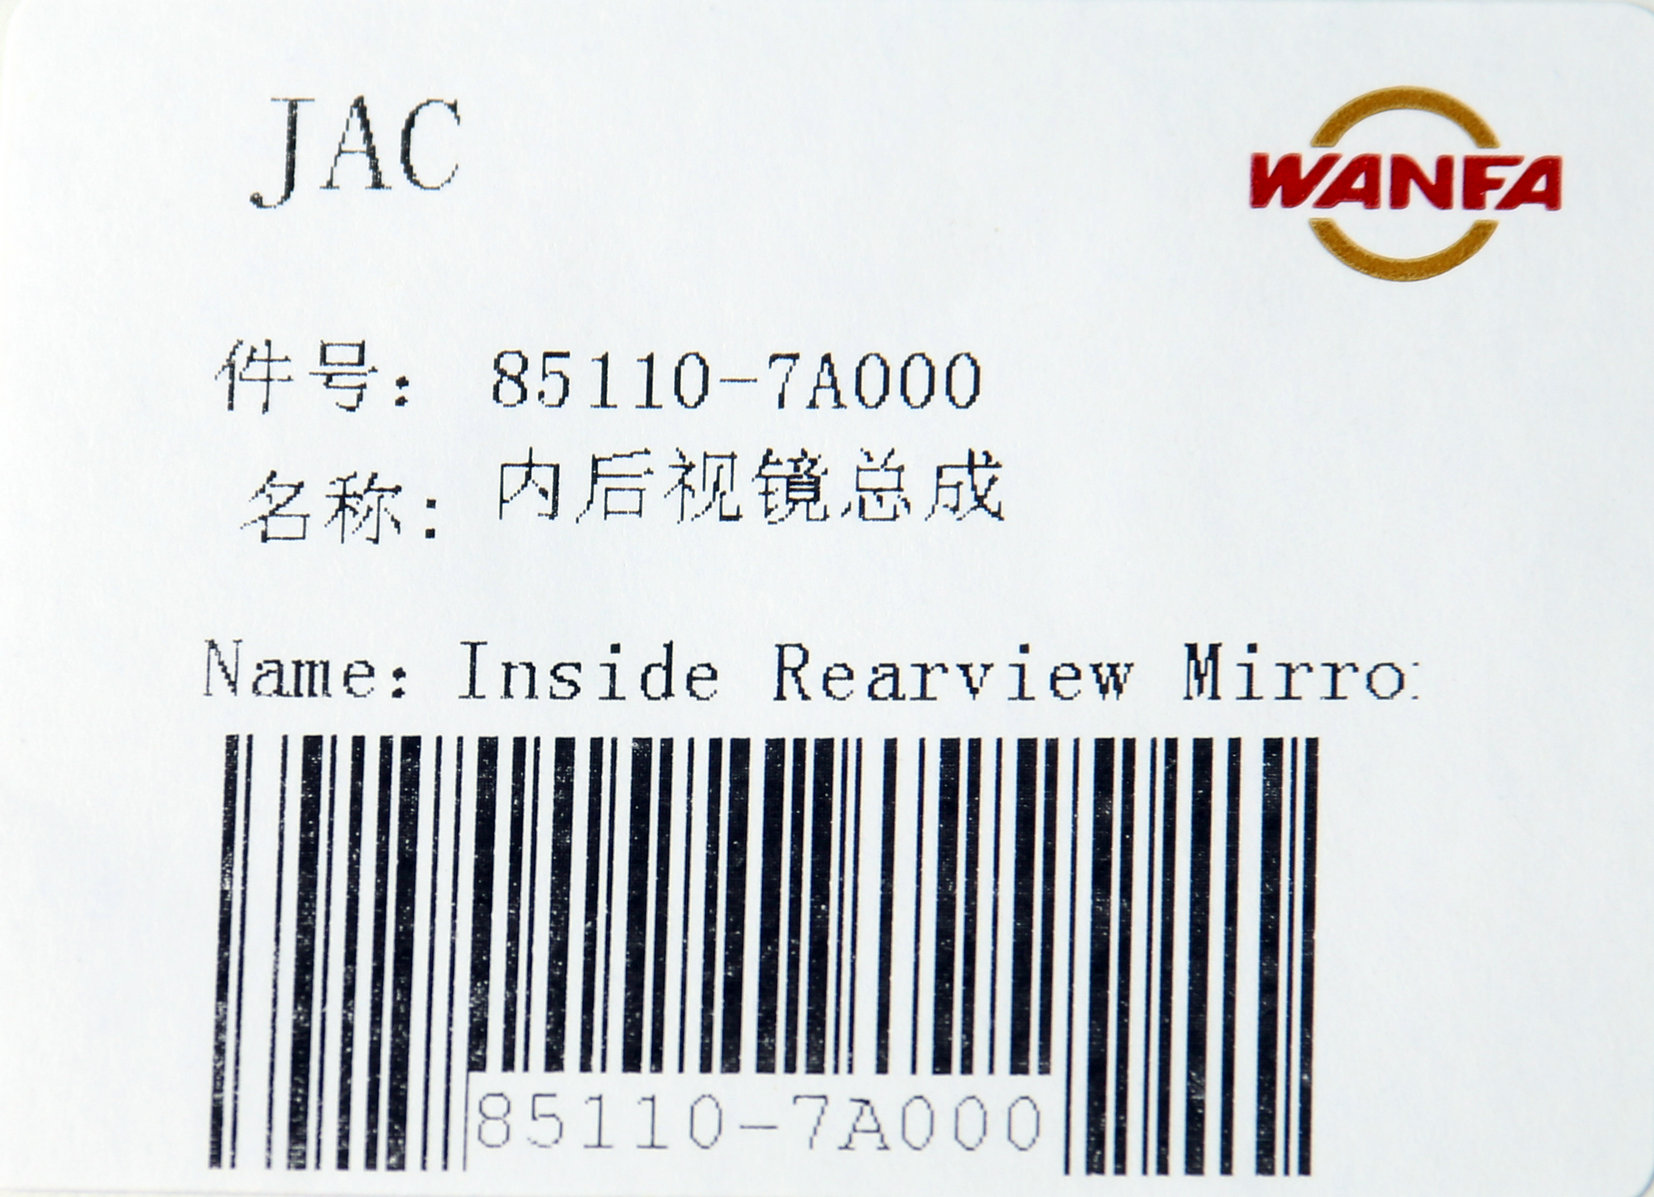 JAC
WANFA
件号: 85110-7A000
名称: 内后视镜总成
Name: Inside Rearview Mirro
85110-7A000